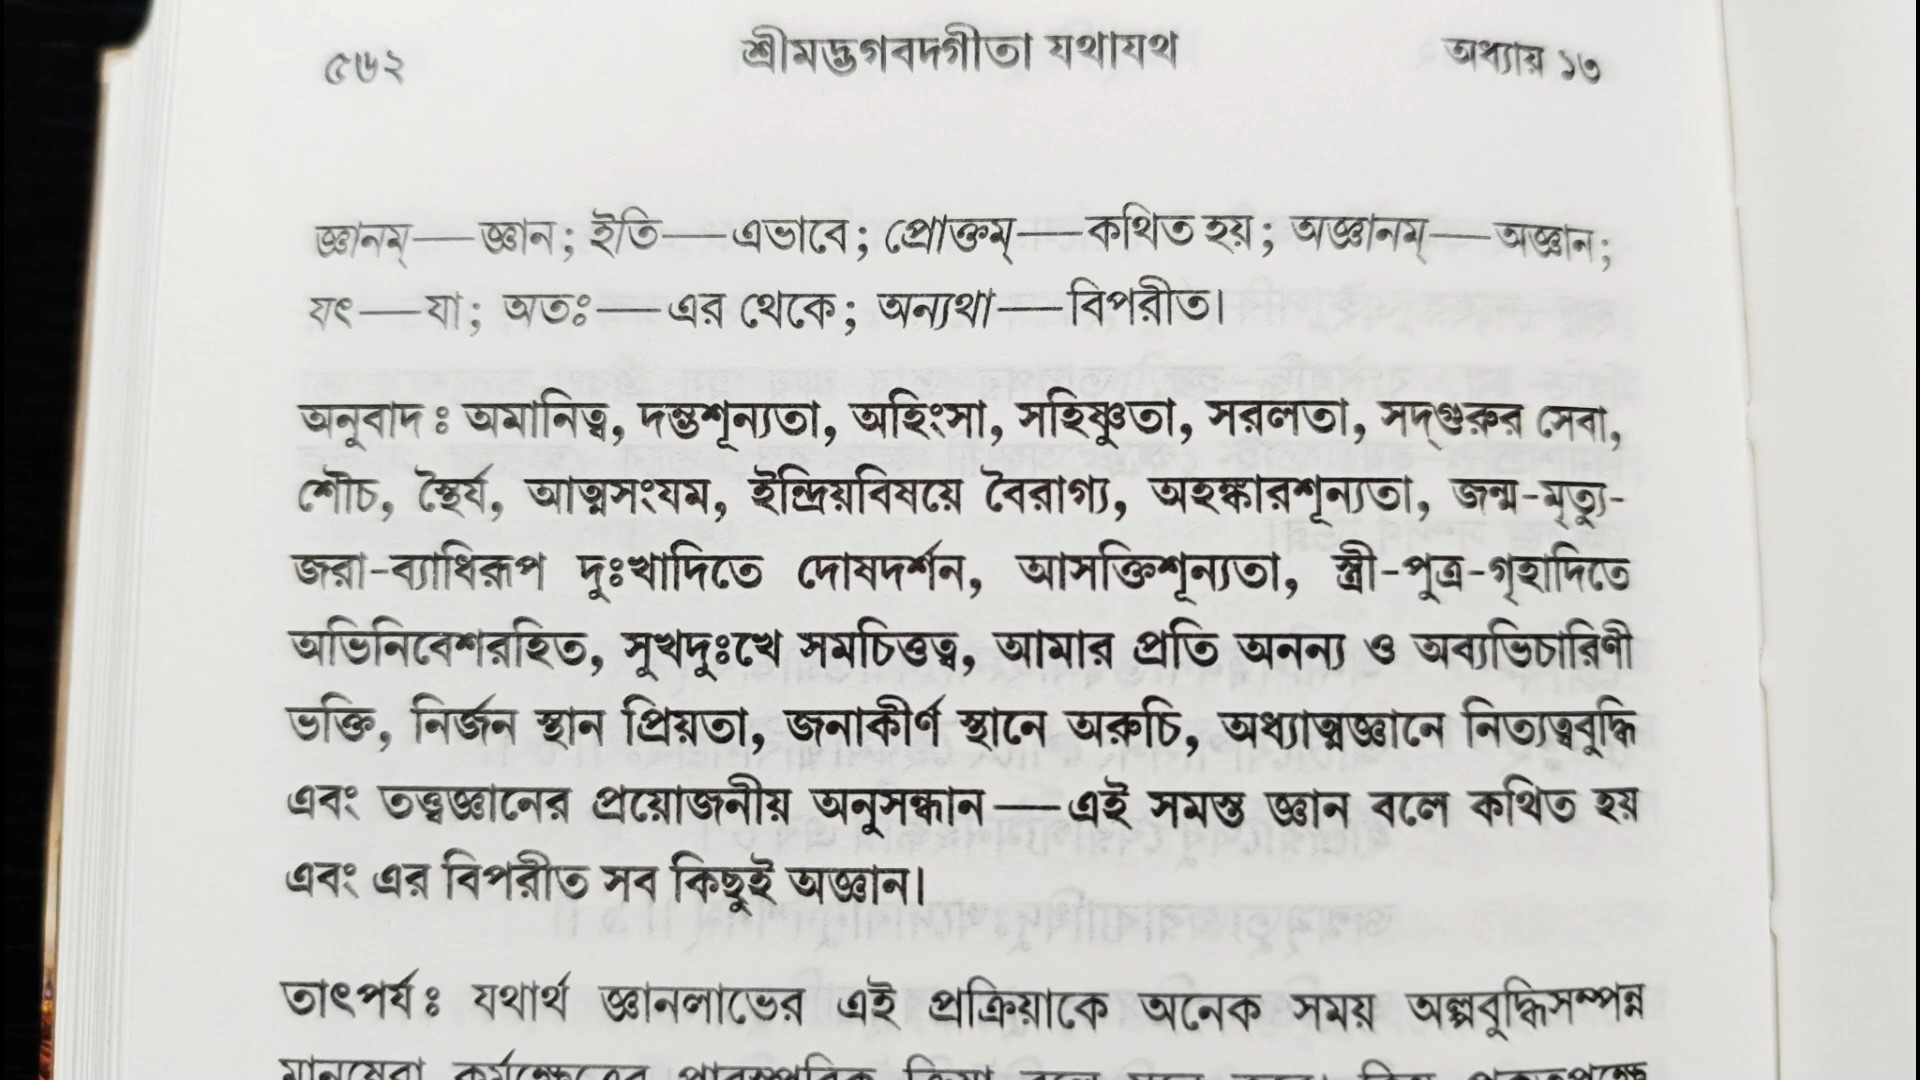 ৫৬২ শ্রীমদ্ভগবদগীতা যথাযথ অধ্যায় ১৩
জ্ঞানম্—জ্ঞান; ইতি—এভাবে; প্রোক্তম্—কথিত হয়; অজ্ঞানম্—অজ্ঞান;
যৎ—যা; অতঃ—এর থেকে; অন্যথা—বিপরীত।
অনুবাদ ঃ অমানিত্ব, দম্ভশূন্যতা, অহিংসা, সহিষ্ণুতা, সরলতা, সদ্‌গুরুর সেবা,
শৌচ, স্থৈর্য, আত্মসংযম, ইন্দ্রিয়বিষয়ে বৈরাগ্য, অহঙ্কারশূন্যতা, জন্ম-মৃত্যু-
জরা-ব্যাধিরূপ দুঃখাদিতে দোষদর্শন, আসক্তিশূন্যতা, স্ত্রী-পুত্র-গৃহাদিতে
অভিনিবেশরহিত, সুখদুঃখে সমচিত্তত্ব, আমার প্রতি অনন্য ও অব্যভিচারিণী
ভক্তি, নির্জন স্থান প্রিয়তা, জনাকীর্ণ স্থানে অরুচি, অধ্যাত্মজ্ঞানে নিত্যত্ববুদ্ধি
এবং তত্ত্বজ্ঞানের প্রয়োজনীয় অনুসন্ধান—এই সমস্ত জ্ঞান বলে কথিত হয়
এবং এর বিপরীত সব কিছুই অজ্ঞান।
তাৎপর্য ঃ যথার্থ জ্ঞানলাভের এই প্রক্রিয়াকে অনেক সময় অল্পবুদ্ধিসম্পন্ন